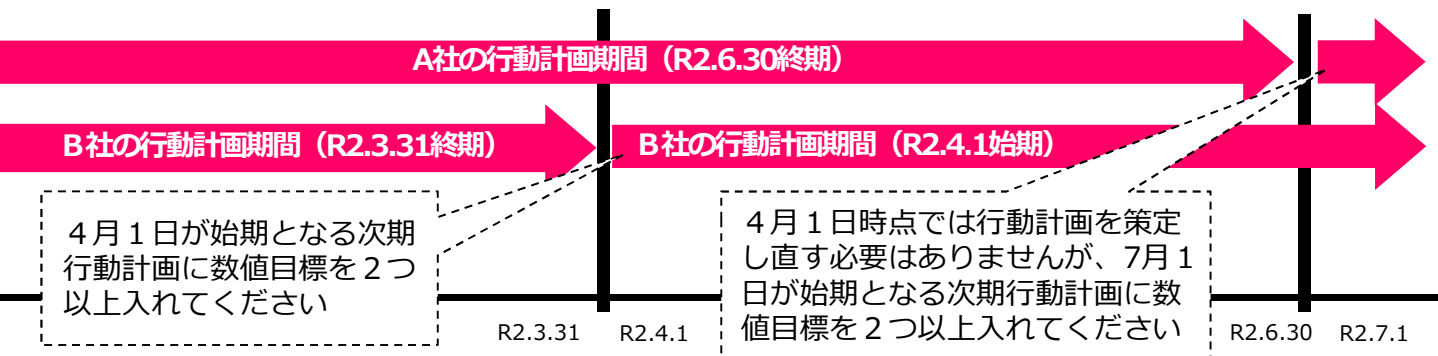 A社の行動計画期間（R2.6.30終期）
Ｂ社の行動計画期間（R2.3.31終期）
Ｂ社の行動計画期間（R2.4.1始期）
４月１日が始期となる次期
行動計画に数値目標を２つ
以上入れてください
４月１日時点では行動計画を策定
し直す必要はありませんが、7月１
日が始期となる次期行動計画に数
値目標を２つ以上入れてください
R2.3.31
R2.4.1
R2.6.30
R2.7.1